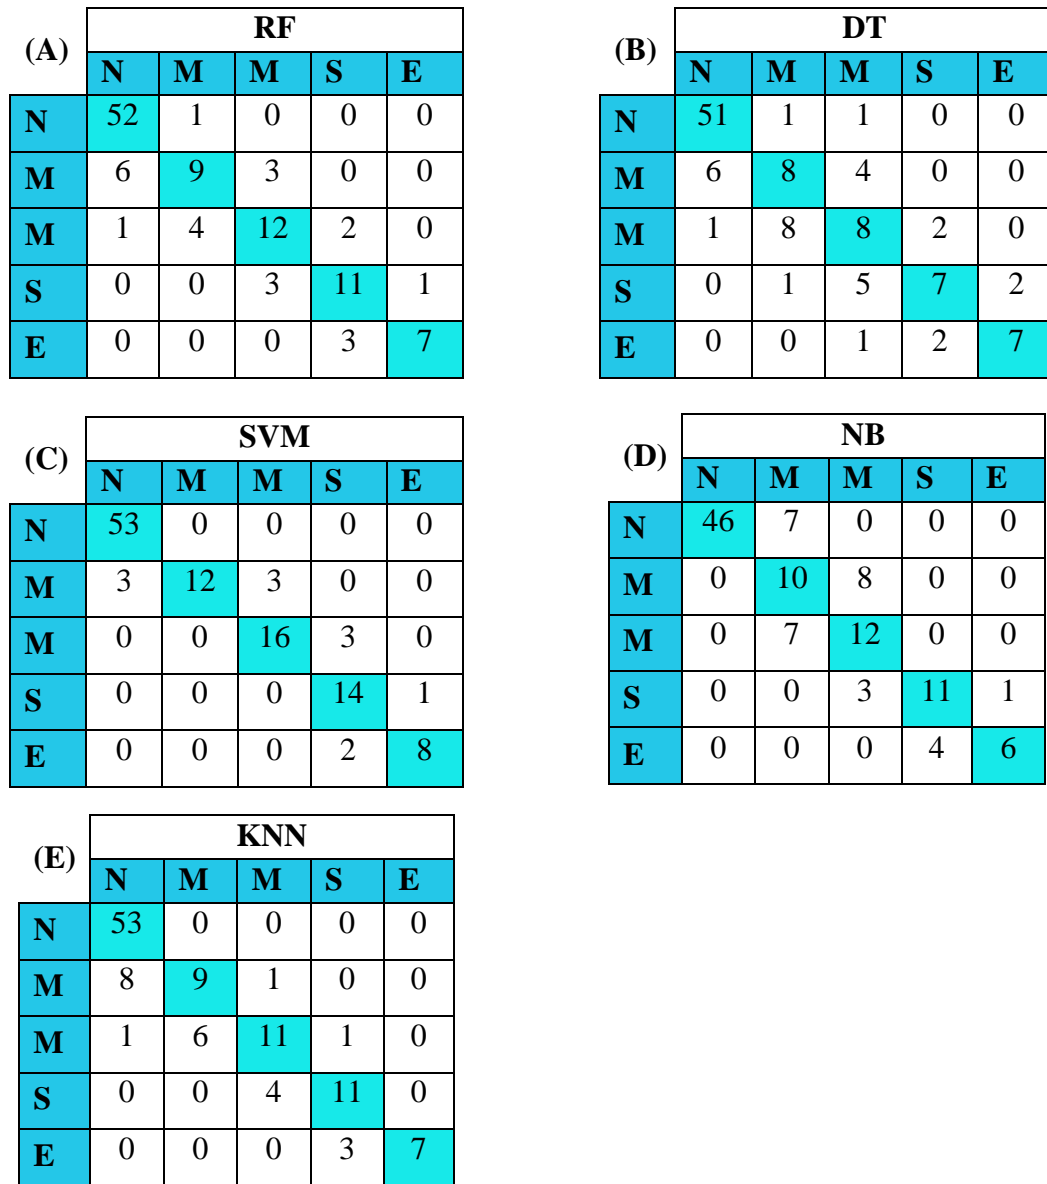 (A) RF
N M M S E
N 52 1 0 0 0
M 6 9 3 0 0
M 1 4 12 2 0
S 0 0 3 11 1
E 0 0 0 3 7
(B) DT
N M M S E
N 51 1 1 0 0
M 6 8 4 0 0
M 1 8 8 2 0
S 0 1 5 7 2
E 0 0 1 2 7
(C) SVM
N M M S E
N 53 0 0 0 0
M 3 12 3 0 0
M 0 0 16 3 0
S 0 0 0 14 1
E 0 0 0 2 8
(D) NB
N M M S E
N 46 7 0 0 0
M 0 10 8 0 0
M 0 7 12 0 0
S 0 0 3 11 1
E 0 0 0 4 6
(E) KNN
N M M S E
N 53 0 0 0 0
M 8 9 1 0 0
M 1 6 11 1 0
S 0 0 4 11 0
E 0 0 0 3 7